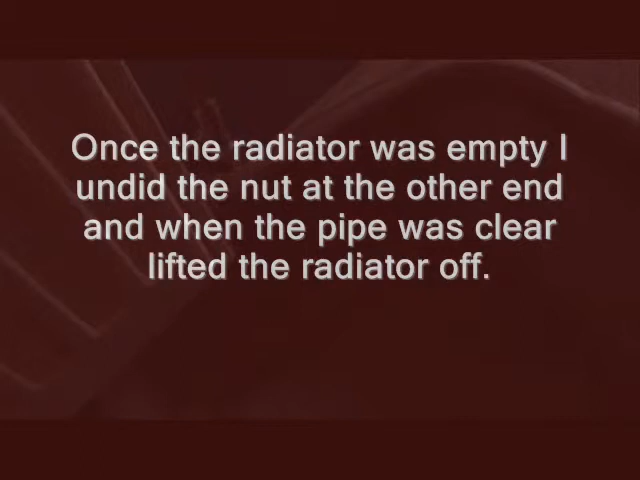 Once the radiator was empty I
undid the nut at the other end
and when the pipe was clear
lifted the radiator off.